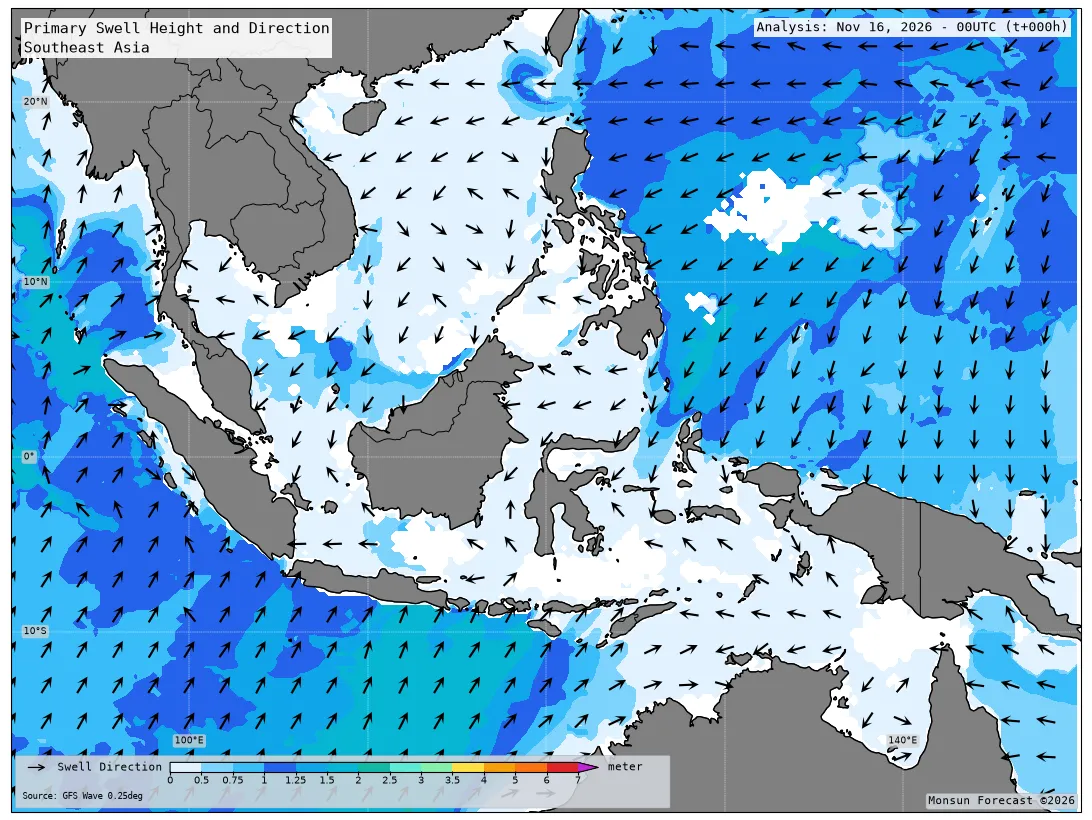 Primary Swell Height and Direction
Southeast Asia
Analysis: Nov 16, 2026 - 00UTC (t+000h)
20°N
10°N
0°
10°S
100°E
140°E
Swell Direction
meter
0 0.5 0.75 1 1.25 1.5 2 2.5 3 3.5 4 5 6 7
Source: GFS Wave 0.25deg
Monsun Forecast ©2026